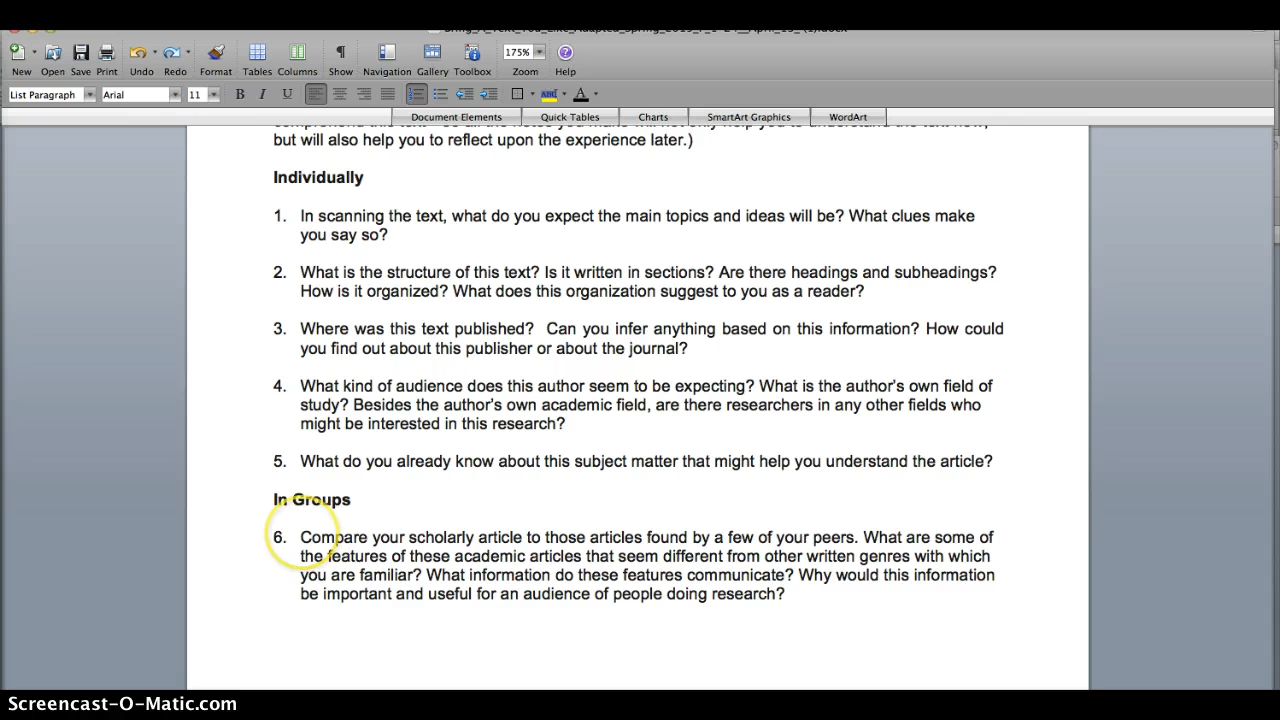 New Open Save Print Undo Redo Format Tables Columns Show Navigation Gallery Toolbox Zoom Help
175%
List Paragraph Arial 11 B I U
Document Elements Quick Tables Charts SmartArt Graphics WordArt
but will also help you to reflect upon the experience later.)
Individually
1. In scanning the text, what do you expect the main topics and ideas will be? What clues make
you say so?
2. What is the structure of this text? Is it written in sections? Are there headings and subheadings?
How is it organized? What does this organization suggest to you as a reader?
3. Where was this text published?  Can you infer anything based on this information? How could
you find out about this publisher or about the journal?
4. What kind of audience does this author seem to be expecting? What is the author's own field of
study? Besides the author's own academic field, are there researchers in any other fields who
might be interested in this research?
5. What do you already know about this subject matter that might help you understand the article?
In Groups
6. Compare your scholarly article to those articles found by a few of your peers. What are some of
the features of these academic articles that seem different from other written genres with which
you are familiar? What information do these features communicate? Why would this information
be important and useful for an audience of people doing research?
Screencast-O-Matic.com